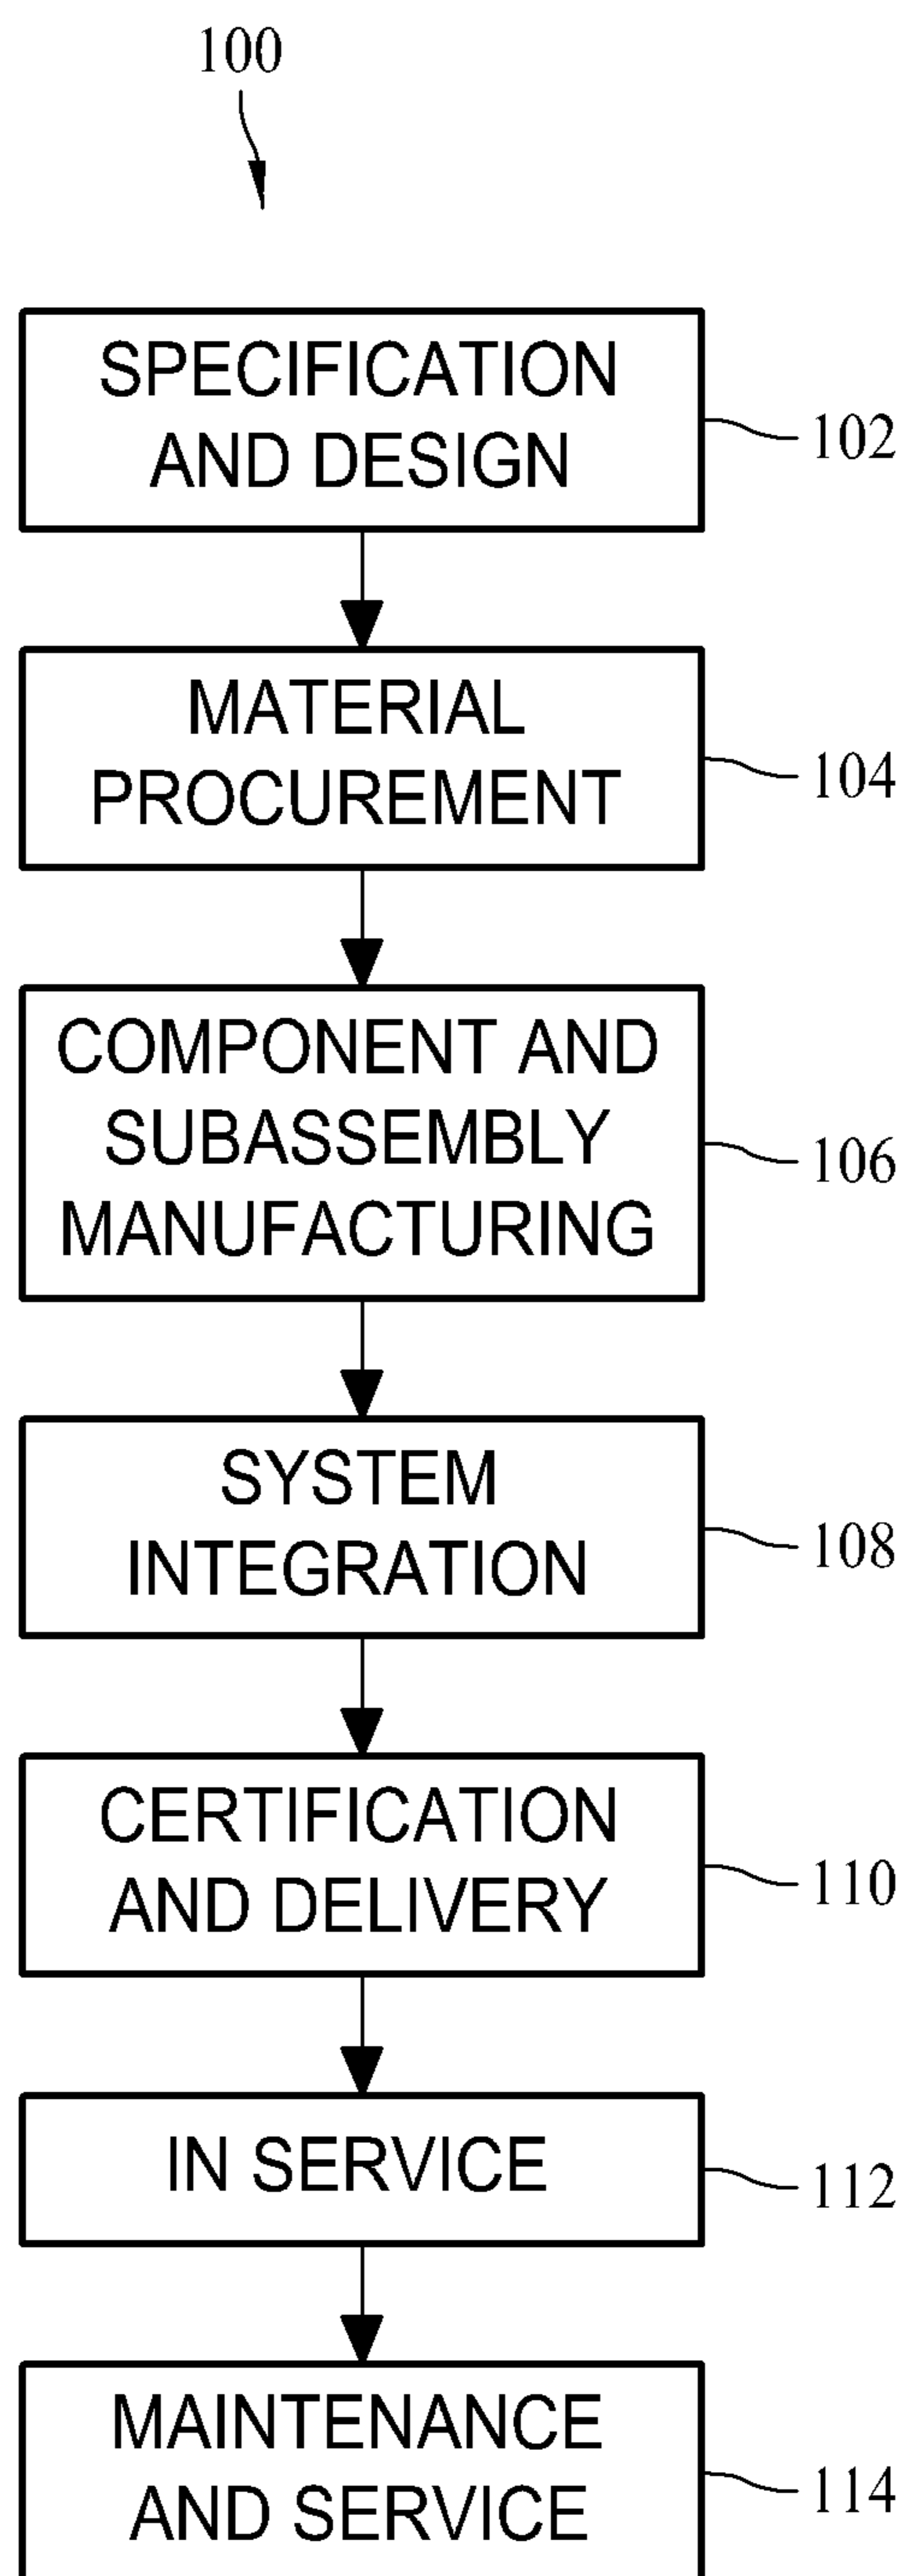 100
SPECIFICATION
AND DESIGN
102
MATERIAL
PROCUREMENT
104
COMPONENT AND
SUBASSEMBLY
MANUFACTURING
106
SYSTEM
INTEGRATION
108
CERTIFICATION
AND DELIVERY
110
IN SERVICE
112
MAINTENANCE
AND SERVICE
114